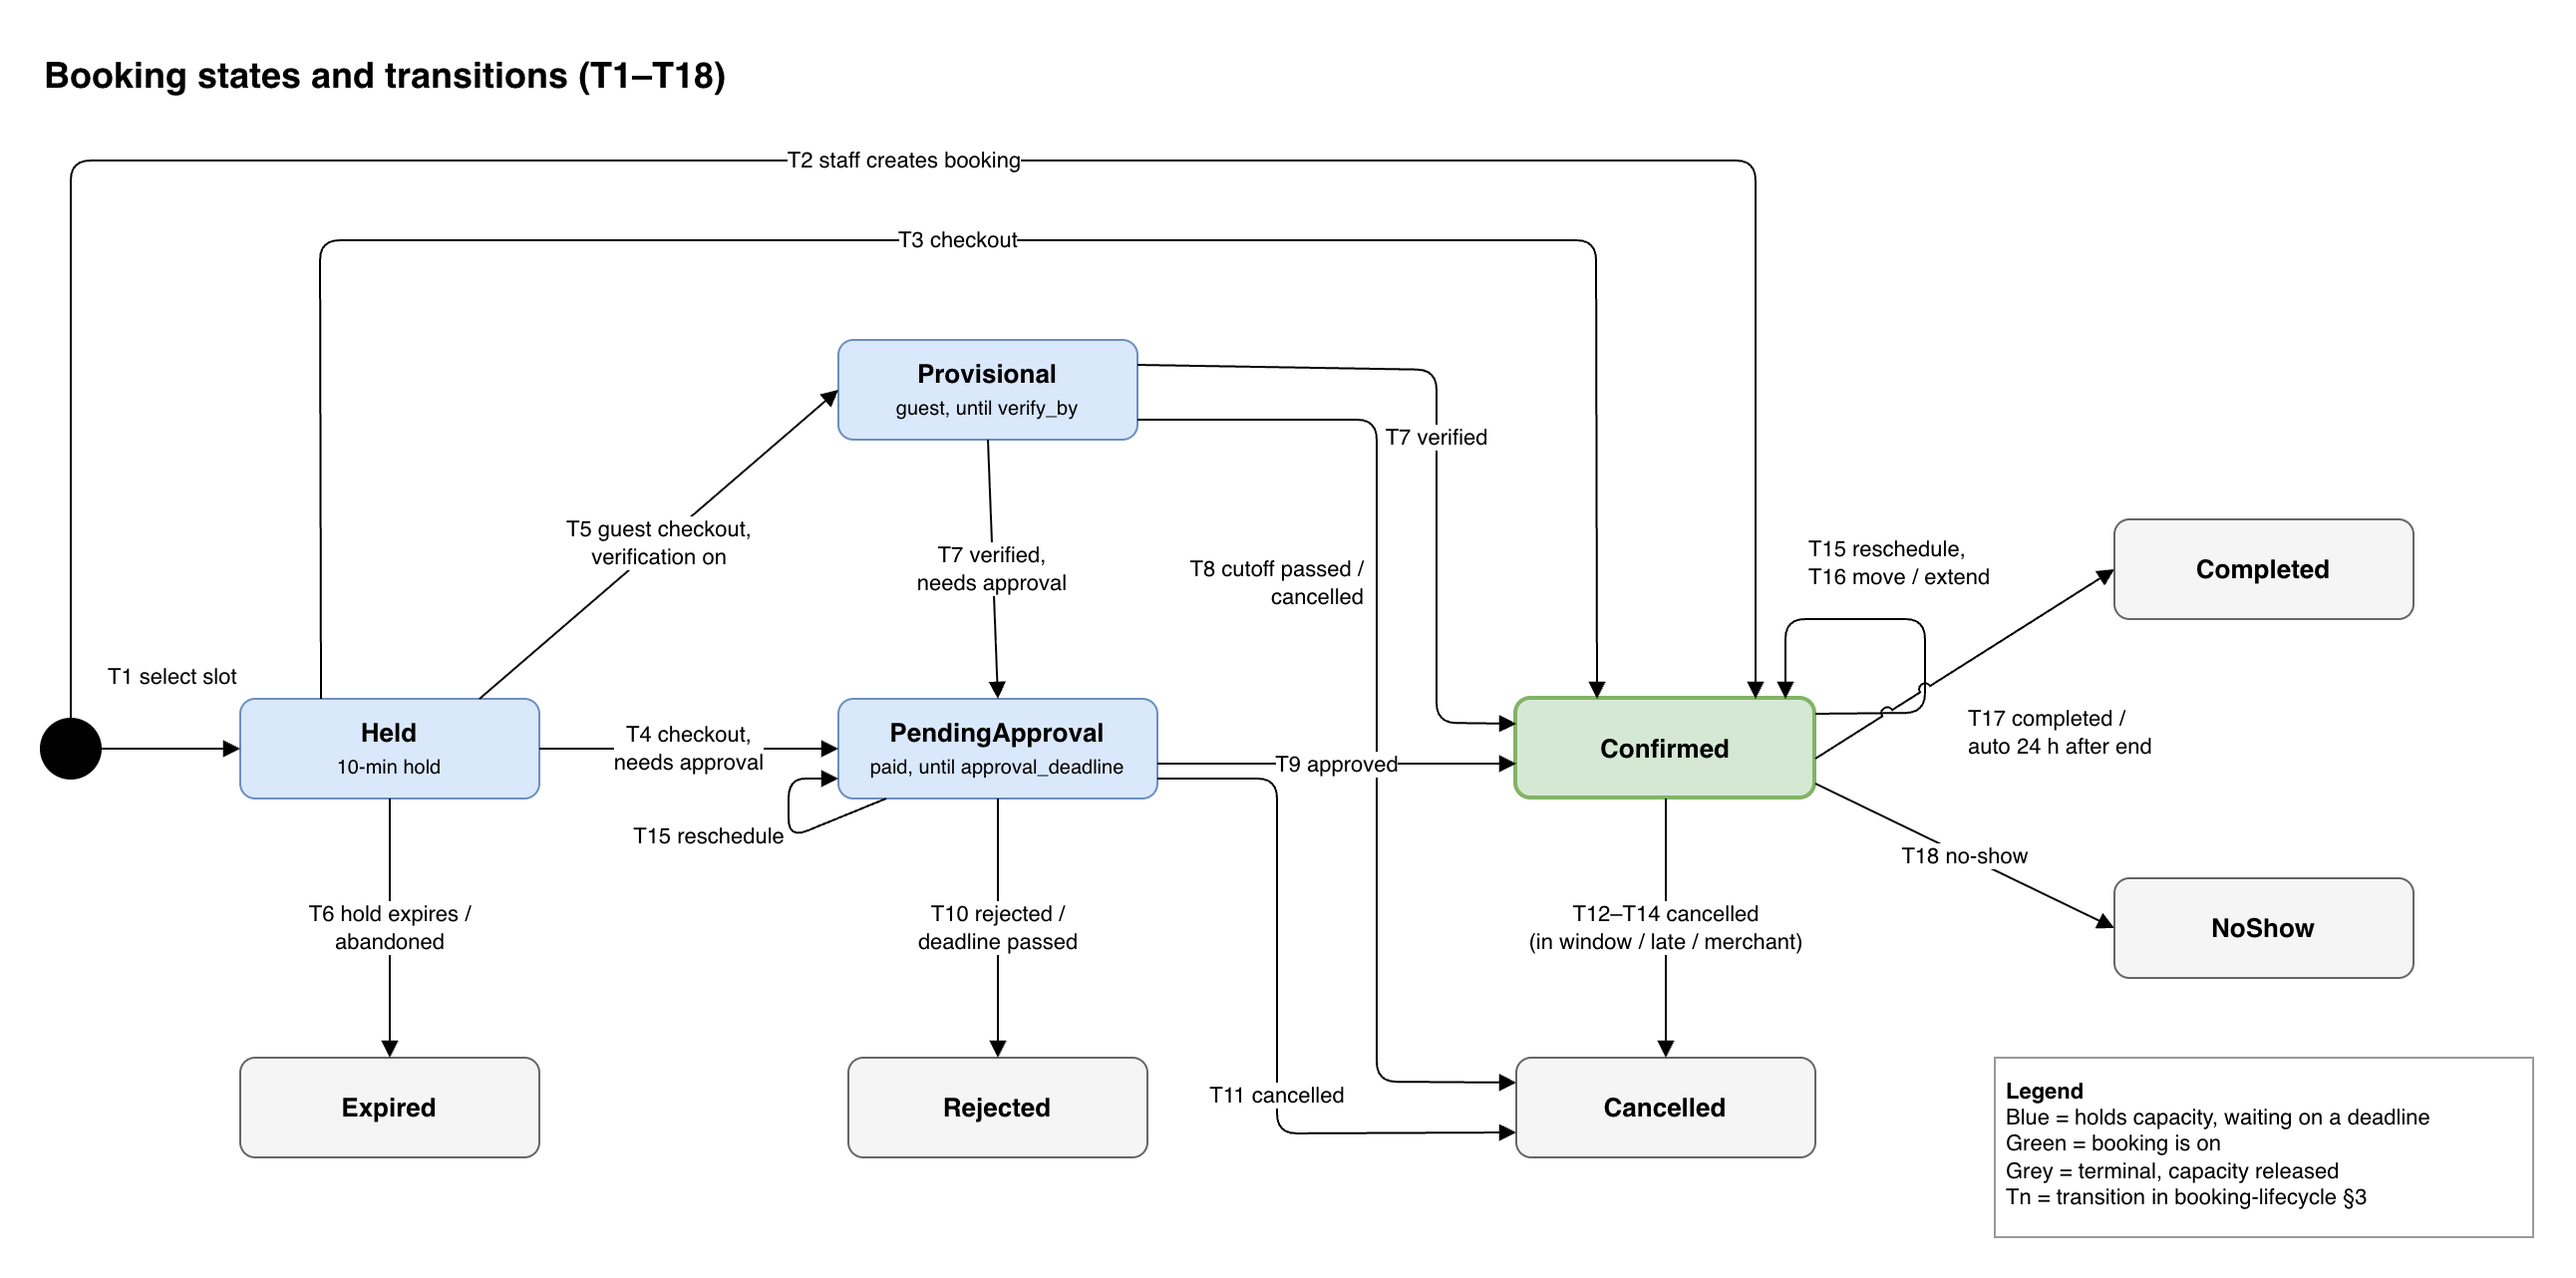 Booking states and transitions (T1–T18)
T2 staff creates booking
T3 checkout
Provisional
guest, until verify_by
T7 verified
T5 guest checkout,
verification on
T7 verified,
needs approval
T8 cutoff passed /
cancelled
T15 reschedule,
T16 move / extend
Completed
T1 select slot
Held
10-min hold
T4 checkout,
needs approval
PendingApproval
paid, until approval_deadline
T9 approved
Confirmed
T17 completed /
auto 24 h after end
T15 reschedule
T18 no-show
T6 hold expires /
abandoned
T10 rejected /
deadline passed
T12–T14 cancelled
(in window / late / merchant)
NoShow
Expired
Rejected
T11 cancelled
Cancelled
Legend
Blue = holds capacity, waiting on a deadline
Green = booking is on
Grey = terminal, capacity released
Tn = transition in booking-lifecycle §3